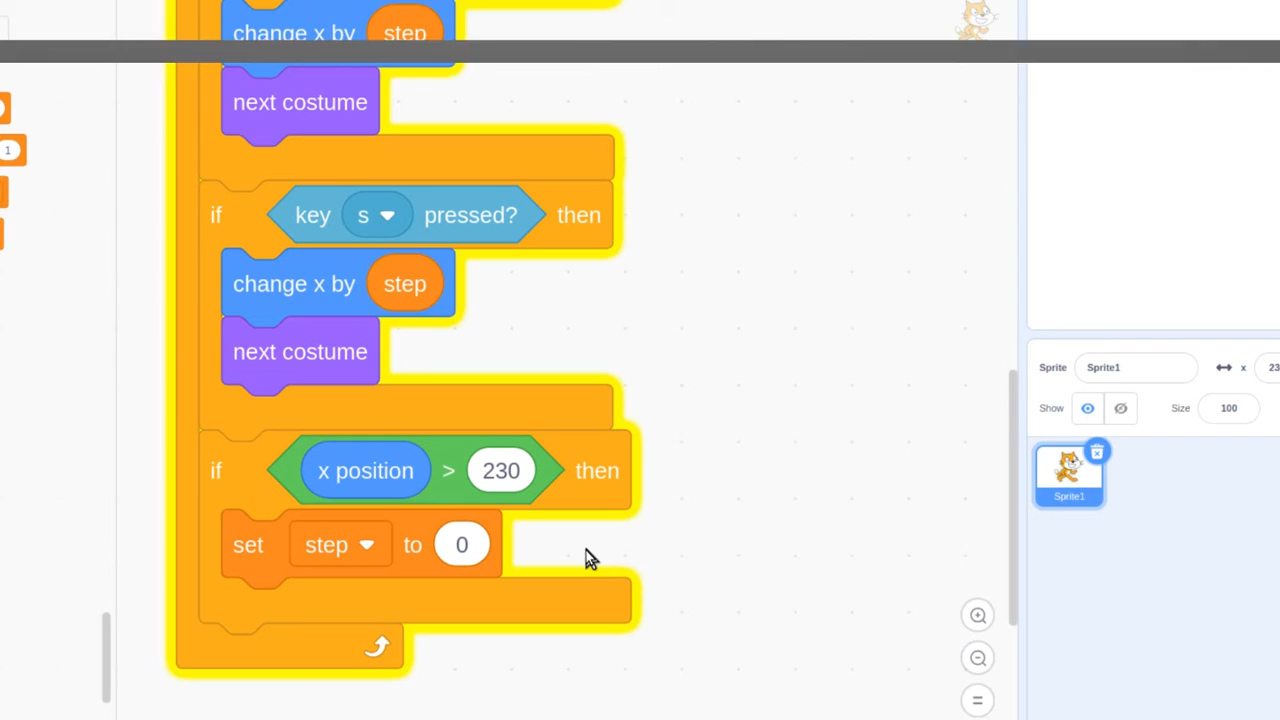 change x by step
1
next costume
if key s pressed? then
change x by step
next costume
Sprite Sprite1 x 23
Show Size 100
if x position > 230 then
Sprite1
set step to 0